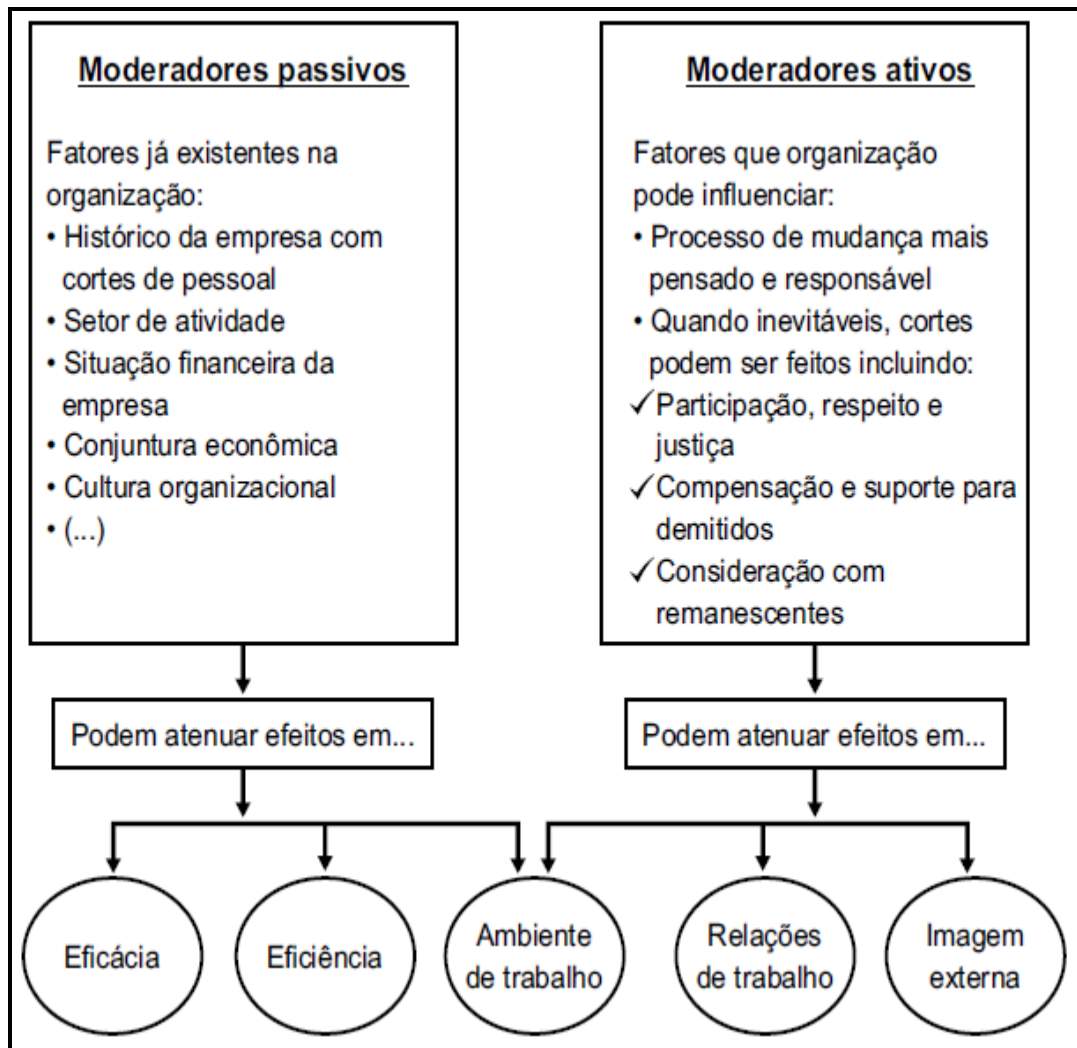 Moderadores passivos
Fatores já existentes na
organização:
• Histórico da empresa com
cortes de pessoal
• Setor de atividade
• Situação financeira da
empresa
• Conjuntura econômica
• Cultura organizacional
• (...)
Moderadores ativos
Fatores que organização
pode influenciar:
• Processo de mudança mais
pensado e responsável
• Quando inevitáveis, cortes
podem ser feitos incluindo:
✓Participação, respeito e
justiça
✓Compensação e suporte para
demitidos
✓Consideração com
remanescentes
Podem atenuar efeitos em...
Podem atenuar efeitos em...
Eficácia
Eficiência
Ambiente
de trabalho
Relações
de trabalho
Imagem
externa